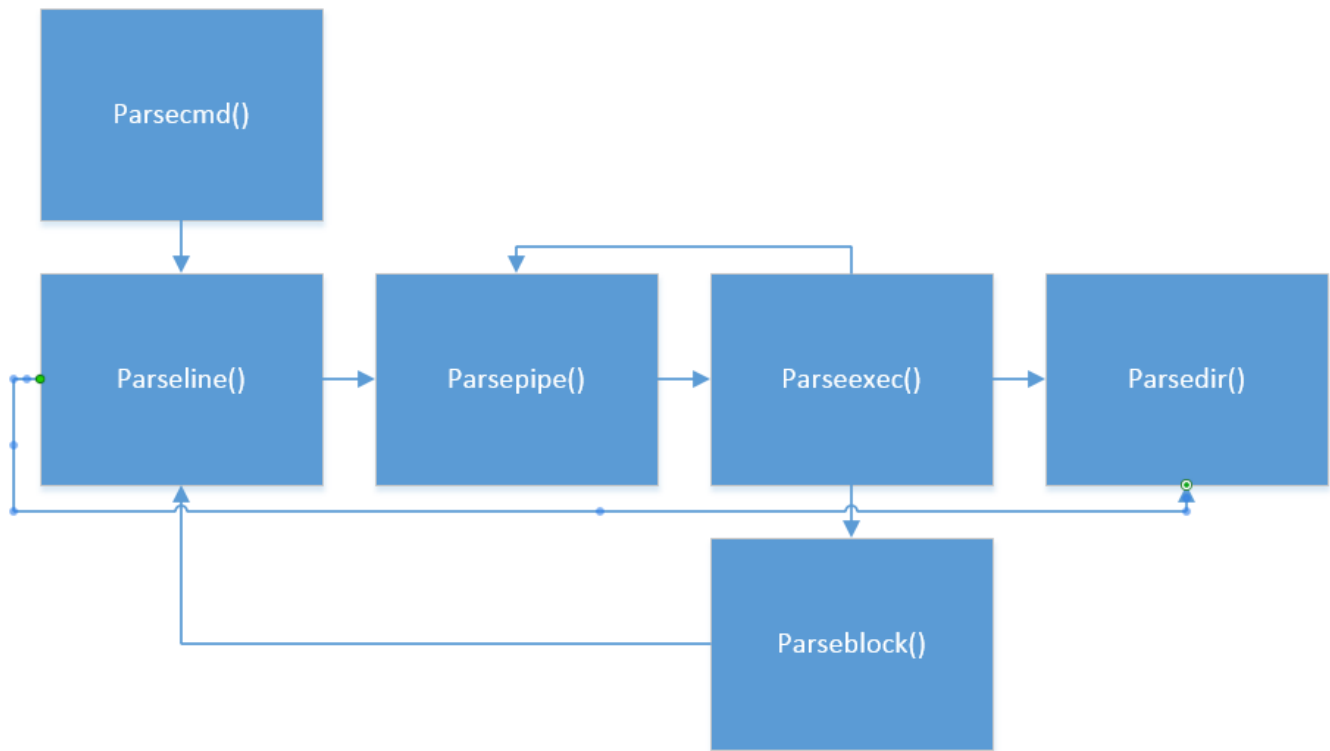 Parsecmd()
Parseline()
Parsepipe()
Parseexec()
Parsedir()
Parseblock()